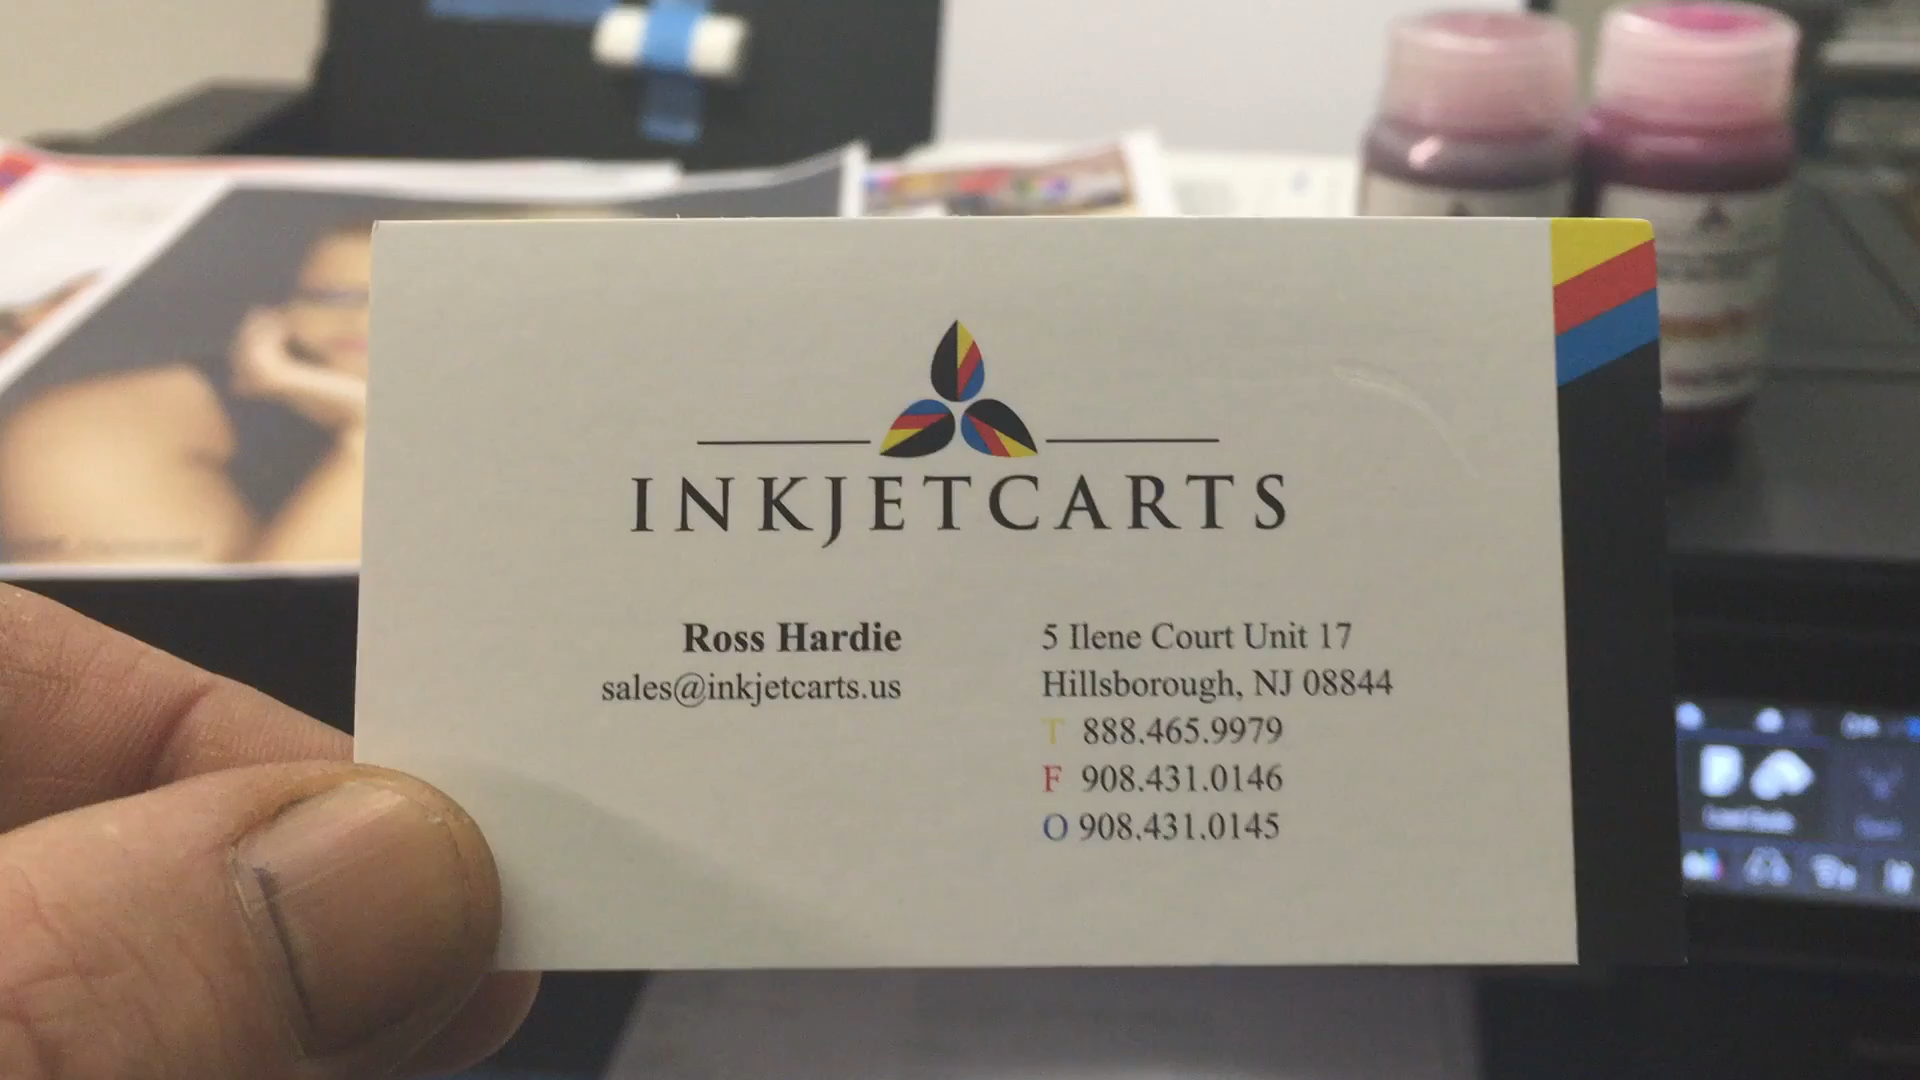 INKJETCARTS
Ross Hardie
sales@inkjetcarts.us
5 Ilene Court Unit 17
Hillsborough, NJ 08844
T 888.465.9979
F 908.431.0146
O 908.431.0145